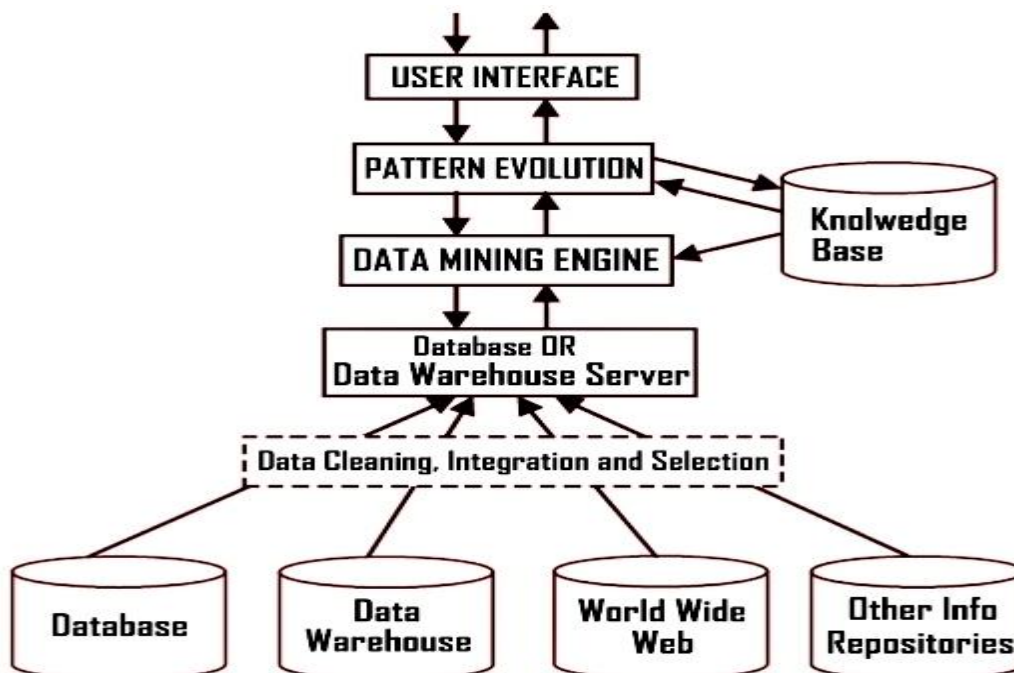 USER INTERFACE
PATTERN EVOLUTION
Knolwedge
Base
DATA MINING ENGINE
Database OR
Data Warehouse Server
Data Cleaning, Integration and Selection
Database
Data
Warehouse
World Wide
Web
Other Info
Repositories